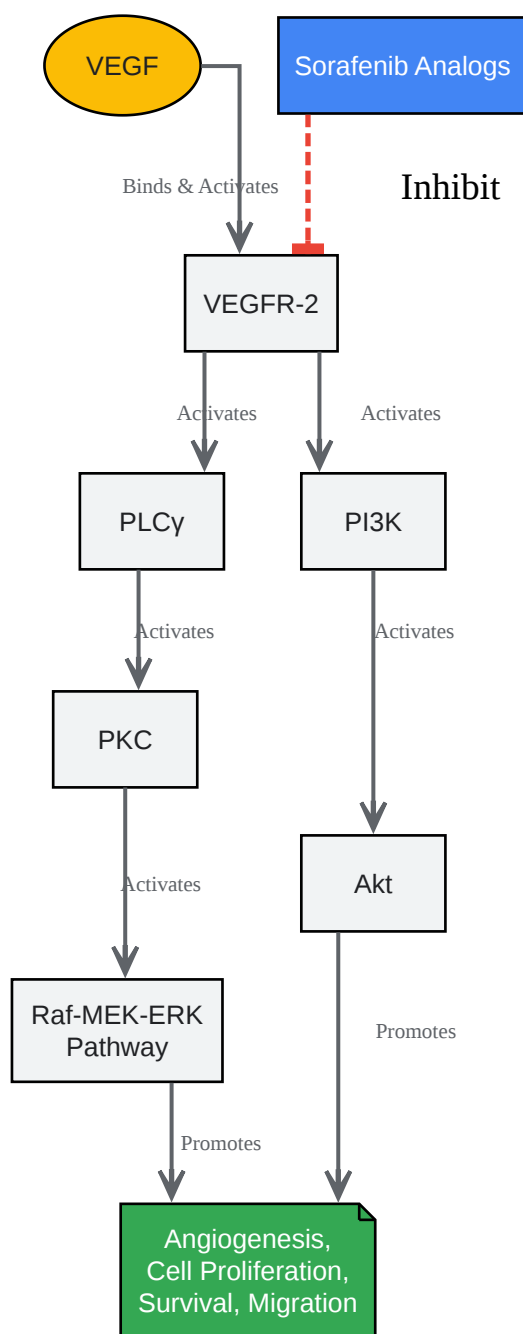 VEGF
Sorafenib Analogs
Binds & Activates
Inhibit
VEGFR-2
Activates
Activates
PLCγ
PI3K
Activates
Activates
PKC
Activates
Akt
Raf-MEK-ERK
Pathway
Promotes
Promotes
Angiogenesis,
Cell Proliferation,
Survival, Migration